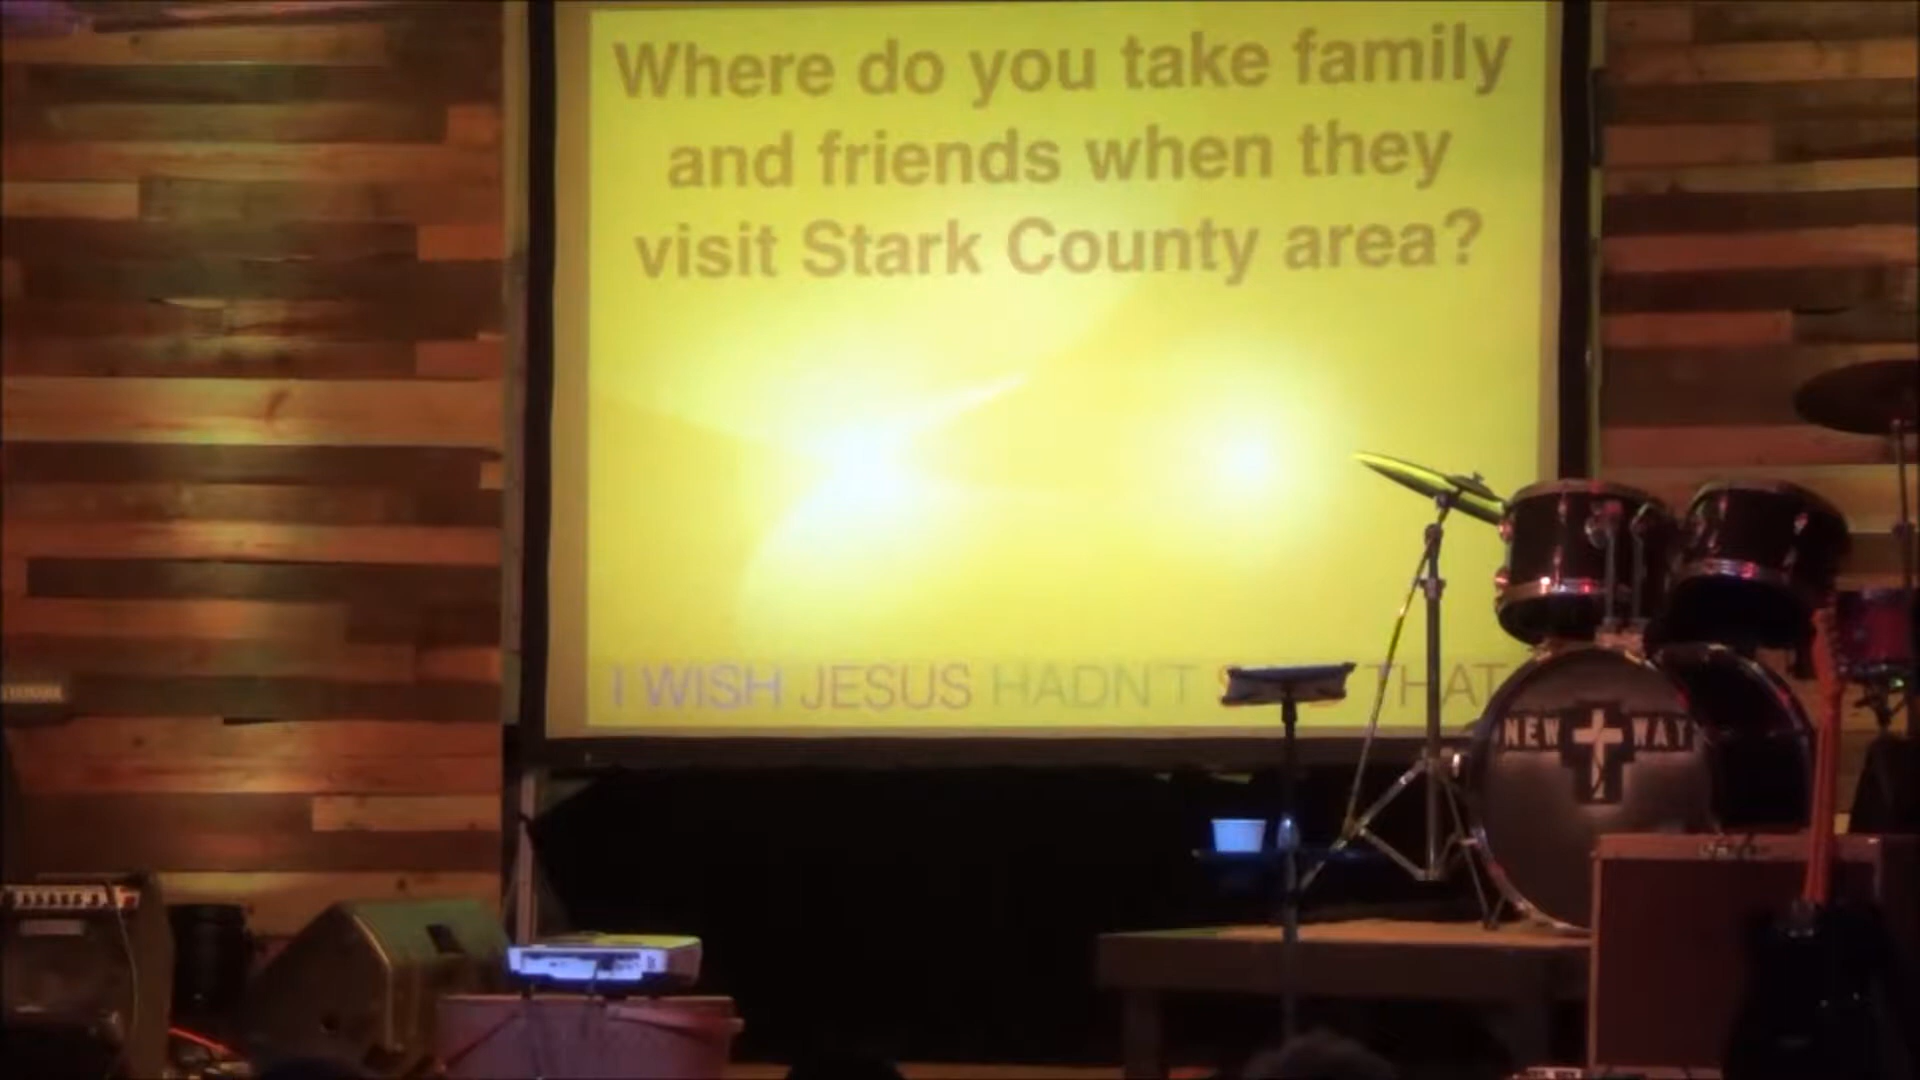 Where do you take family
and friends when they
visit Stark County area?
I WISH JESUS HADN'T THAT
NEW WAY